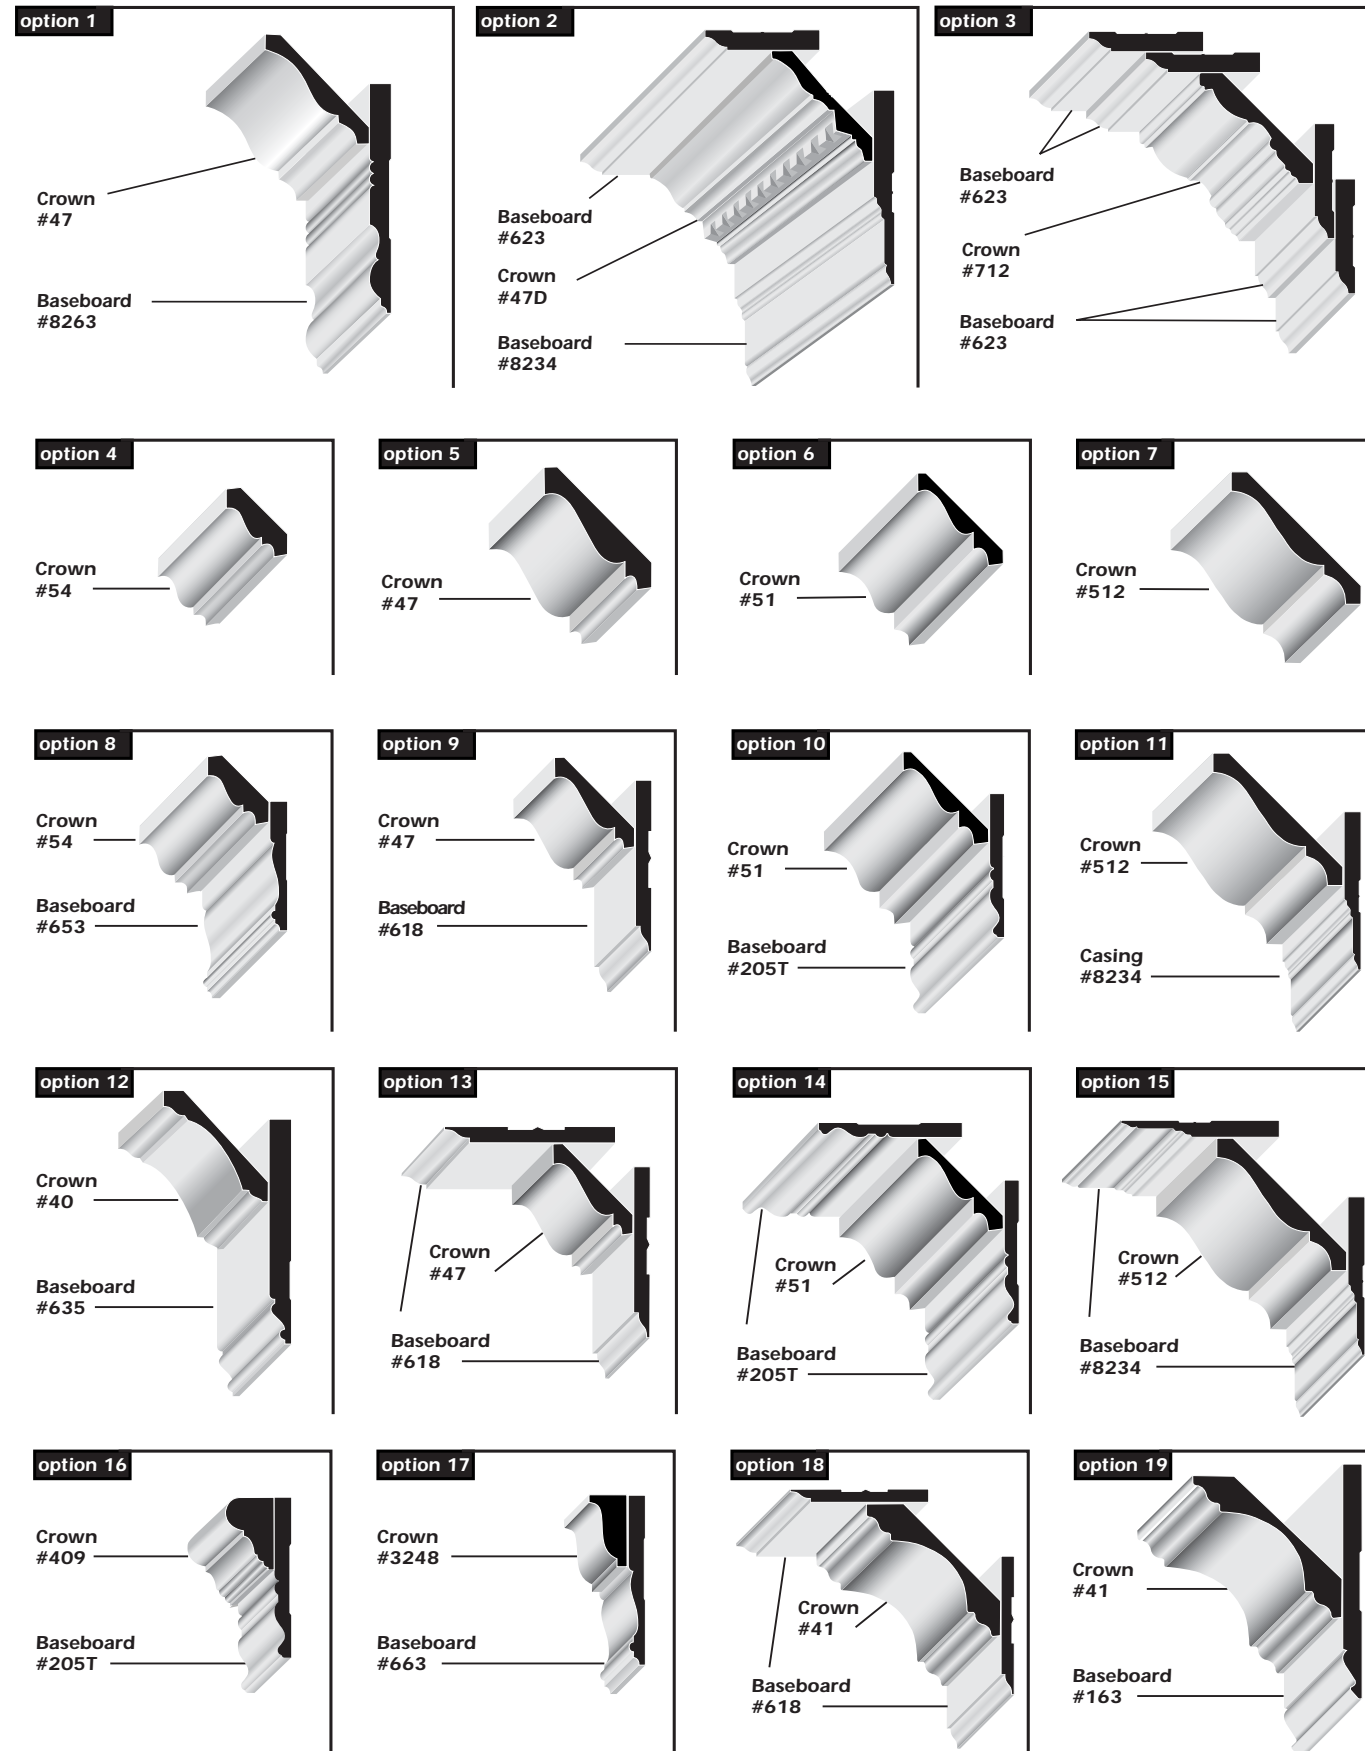 option 1
Crown
#47
Baseboard
#8263
option 2
Baseboard
#623
Crown
#47D
Baseboard
#8234
option 3
Baseboard
#623
Crown
#712
Baseboard
#623
option 4
Crown
#54
option 5
Crown
#47
option 6
Crown
#51
option 7
Crown
#512
option 8
Crown
#54
Baseboard
#653
option 9
Crown
#47
Baseboard
#618
option 10
Crown
#51
Baseboard
#205T
option 11
Crown
#512
Casing
#8234
option 12
Crown
#40
Baseboard
#635
option 13
Crown
#47
Baseboard
#618
option 14
Crown
#51
Baseboard
#205T
option 15
Crown
#512
Baseboard
#8234
option 16
Crown
#409
Baseboard
#205T
option 17
Crown
#3248
Baseboard
#663
option 18
Crown
#41
Baseboard
#618
option 19
Crown
#41
Baseboard
#163